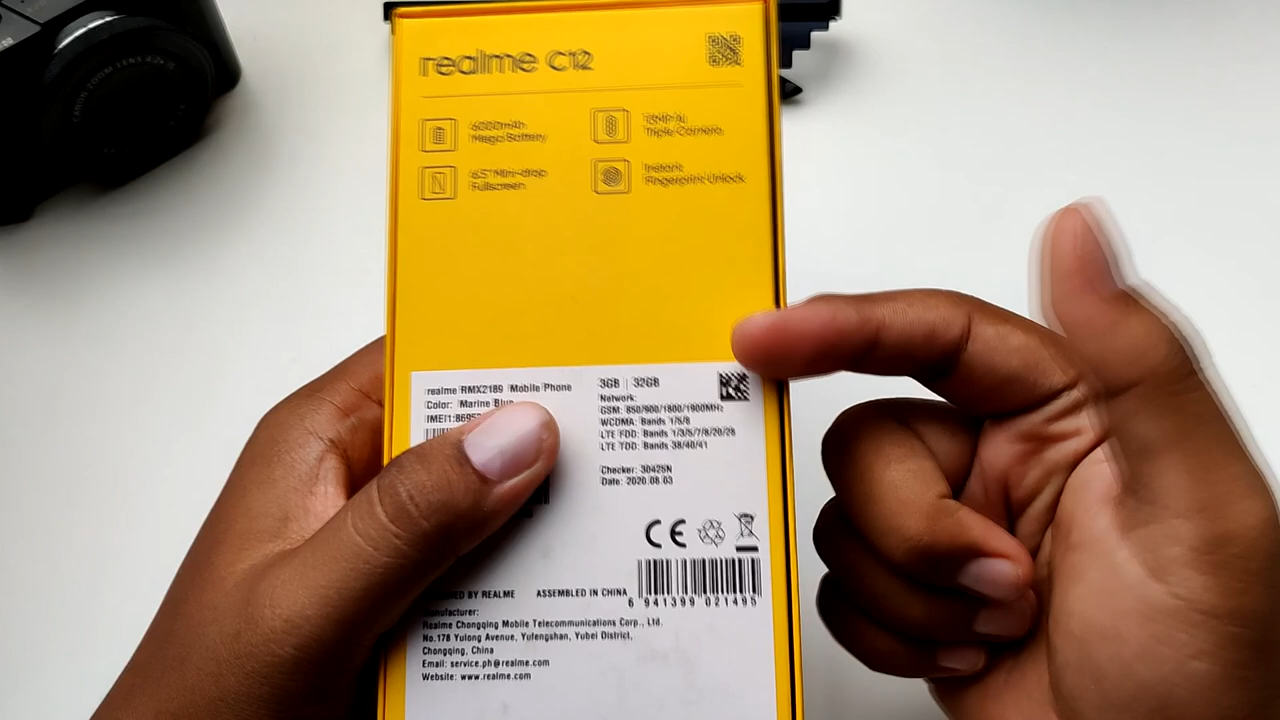 realme C12
6000mAh
Mega Battery
13MP AI
Triple Camera
6.5" Mini-drop
Fullscreen
Instant
Fingerprint Unlock
realme RMX2189 Mobile Phone
Color: Marine Blue
IMEI1:8695
3GB | 32GB
Network:
GSM: 850/900/1800/1900MHz
WCDMA: Bands 1/5/8
LTE FDD: Bands 1/3/5/7/8/20/28
LTE TDD: Bands 38/40/41
Checker: 30425N
Date: 2020.08.03
CE
BY REALME ASSEMBLED IN CHINA
6 941399 021495
Manufacturer:
Realme Chongqing Mobile Telecommunications Corp., Ltd.
No.178 Yulong Avenue, Yufengshan, Yubei District,
Chongqing, China
Email: service.ph@realme.com
Website: www.realme.com